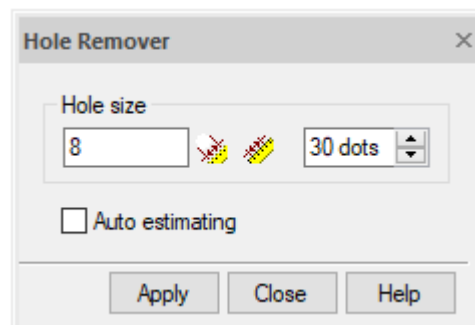 Hole Remover
Hole size
8 30 dots
Auto estimating
Apply Close Help